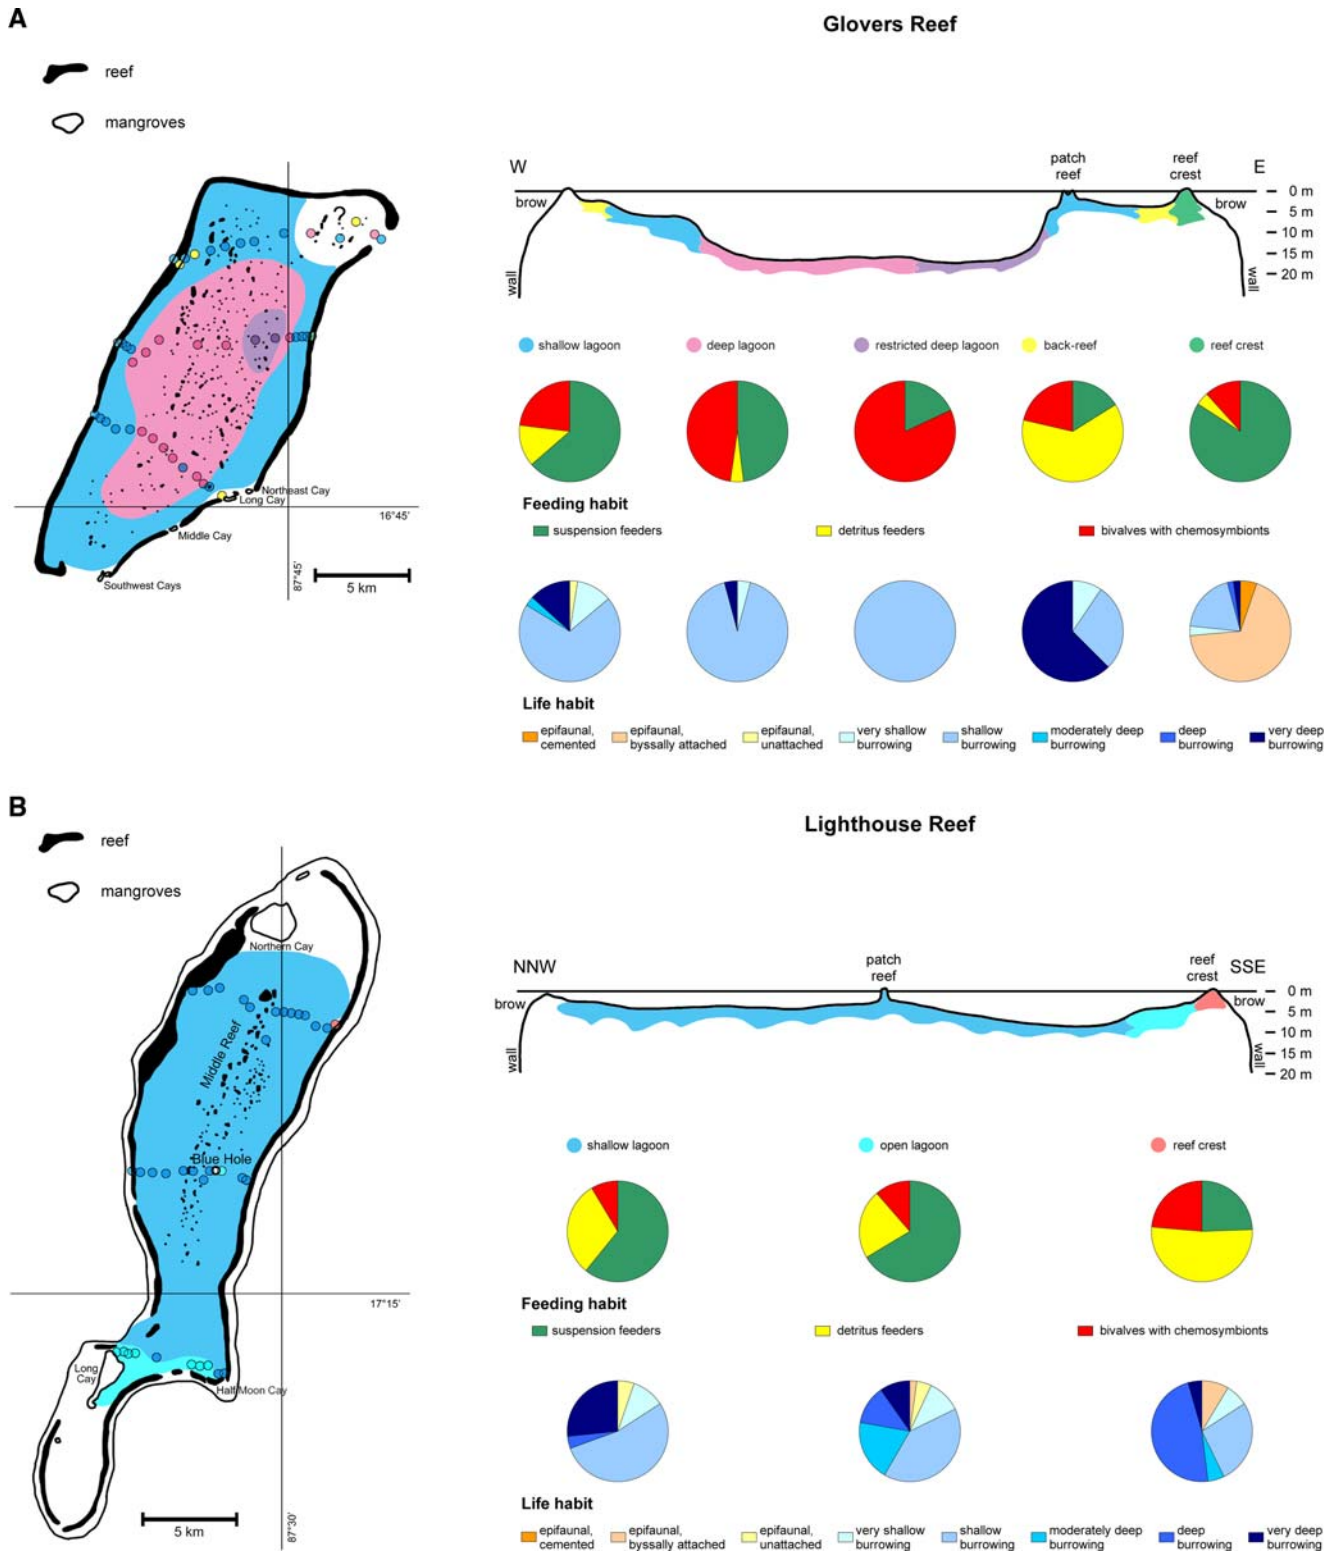 A
Glovers Reef
reef
mangroves
?
Northeast Cay
Long Cay
Middle Cay
Southwest Cays
16°45'
87°45'
5 km
W
patch
reef
reef
crest
E
brow
brow
wall
wall
0 m
5 m
10 m
15 m
20 m
shallow lagoon
deep lagoon
restricted deep lagoon
back-reef
reef crest
Feeding habit
suspension feeders
detritus feeders
bivalves with chemosymbionts
Life habit
epifaunal,
cemented
epifaunal,
byssally attached
epifaunal,
unattached
very shallow
burrowing
shallow
burrowing
moderately deep
burrowing
deep
burrowing
very deep
burrowing
B
Lighthouse Reef
reef
mangroves
Northern Cay
Middle Reef
Blue Hole
17°15'
Long
Cay
Half Moon Cay
5 km
87°30'
NNW
patch
reef
reef
crest
SSE
brow
brow
wall
wall
0 m
5 m
10 m
15 m
20 m
shallow lagoon
open lagoon
reef crest
Feeding habit
suspension feeders
detritus feeders
bivalves with chemosymbionts
Life habit
epifaunal,
cemented
epifaunal,
byssally attached
epifaunal,
unattached
very shallow
burrowing
shallow
burrowing
moderately deep
burrowing
deep
burrowing
very deep
burrowing